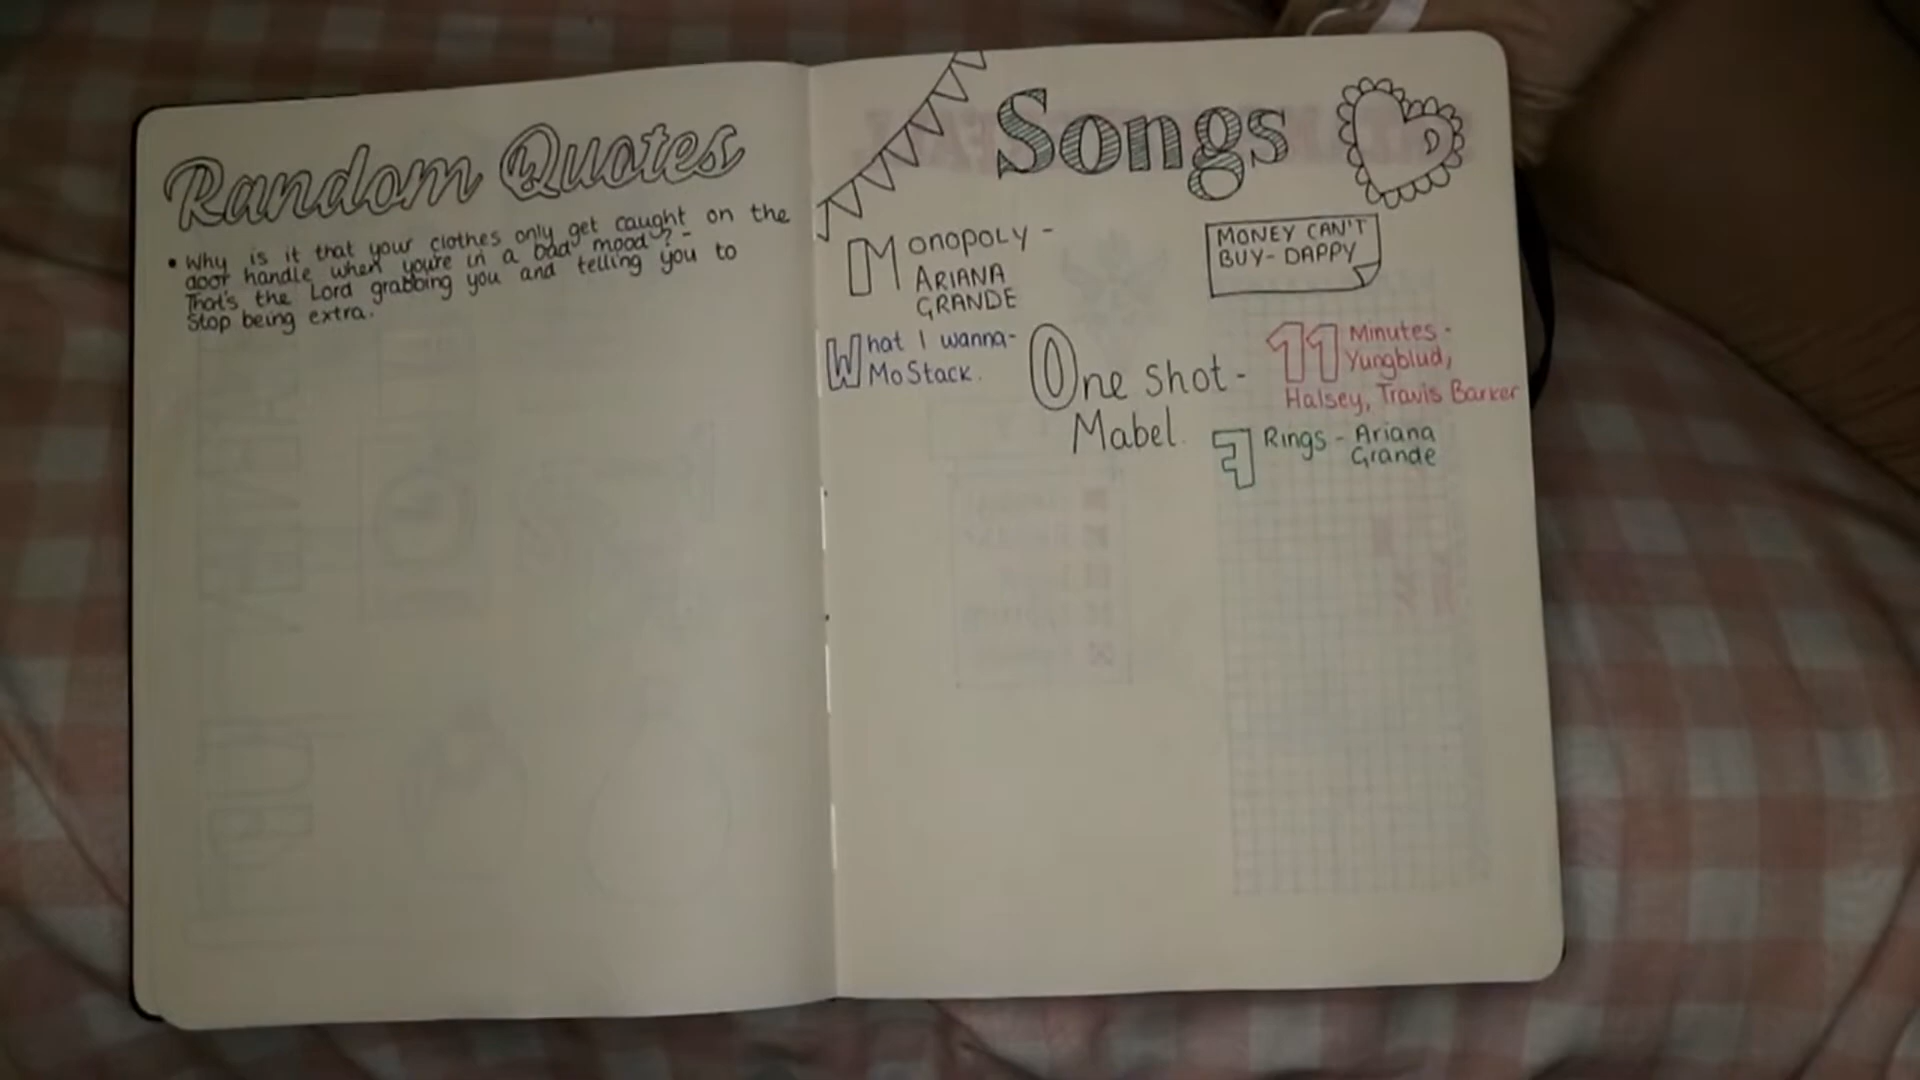 Random Quotes
• Why is it that your clothes only get caught on the
door handle when youre in a bad mood? -
That's the Lord grabbing you and telling you to
Stop being extra.
Songs
D
Monopoly -
ARIANA
GRANDE
MONEY CAN'T
BUY- DAPPY
What I wanna-
MoStack.
One Shot -
Mabel.
11 Minutes -
Yungblud,
Halsey, Travis Barker
7 Rings - Ariana
Grande